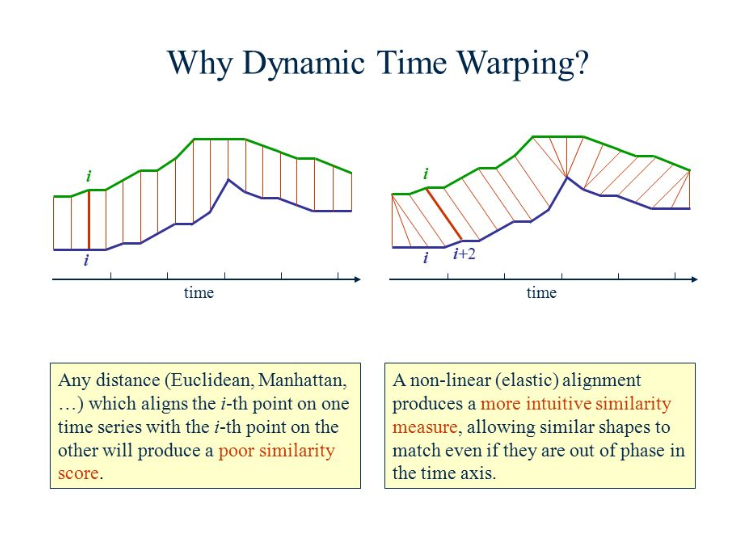 Why Dynamic Time Warping?
i
i
time
i
i
i+2
time
Any distance (Euclidean, Manhattan,
…) which aligns the i-th point on one
time series with the i-th point on the
other will produce a poor similarity
score.
A non-linear (elastic) alignment
produces a more intuitive similarity
measure, allowing similar shapes to
match even if they are out of phase in
the time axis.